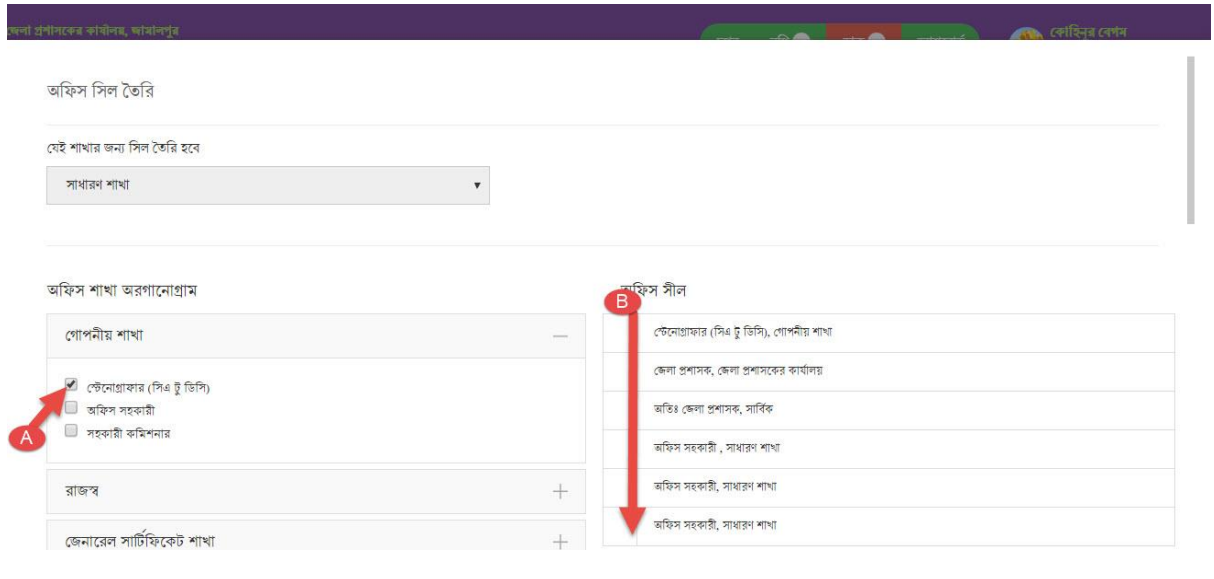 জেলা প্রশাসকের কার্যালয়, জামালপুর
কোহিনুর বেগম
অফিস সিল তৈরি
যেই শাখার জন্য সিল তৈরি হবে
সাধারণ শাখা
অফিস শাখা অরগানোগ্রাম
গোপনীয় শাখা
স্টেনোগ্রাফার (সিএ টু ডিসি)
অফিস সহকারী
সহকারী কমিশনার
A
রাজস্ব
জেনারেল সার্টিফিকেট শাখা
অফিস সীল
B
স্টেনোগ্রাফার (সিএ টু ডিসি), গোপনীয় শাখা
জেলা প্রশাসক, জেলা প্রশাসকের কার্যালয়
অতিঃ জেলা প্রশাসক, সার্বিক
অফিস সহকারী , সাধারণ শাখা
অফিস সহকারী, সাধারণ শাখা
অফিস সহকারী, সাধারণ শাখা